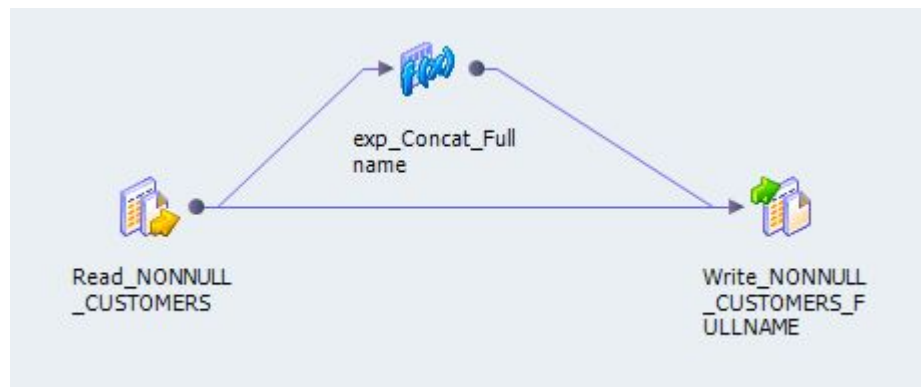 f(x)
exp_Concat_Full
name
Read_NONNULL
_CUSTOMERS
Write_NONNULL
_CUSTOMERS_F
ULLNAME